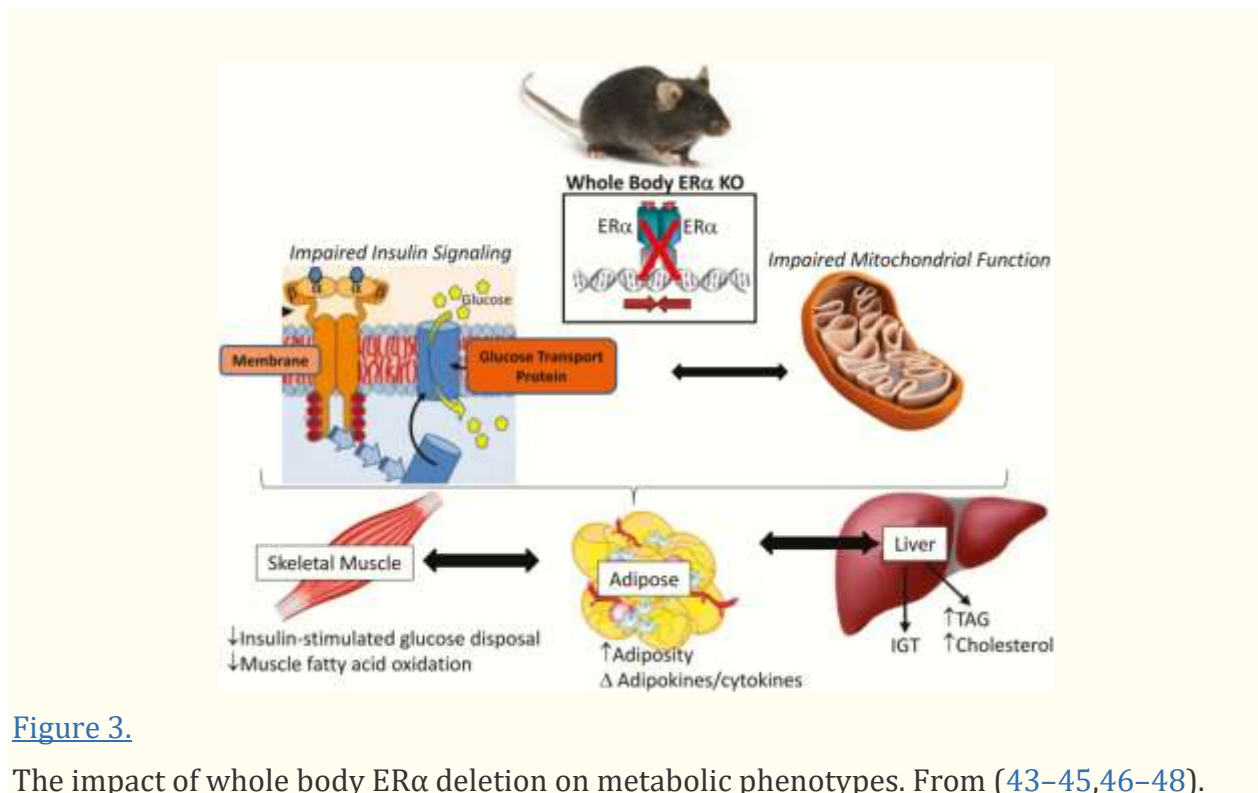 Whole Body ERα KO
ERα ERα
Impaired Insulin Signaling
Impaired Mitochondrial Function
α α
Glucose
Membrane
Glucose Transport
Protein
Skeletal Muscle
Adipose
Liver
↓Insulin-stimulated glucose disposal
↓Muscle fatty acid oxidation
↑Adiposity
Δ Adipokines/cytokines
IGT
↑TAG
↑Cholesterol
Figure 3.
The impact of whole body ERα deletion on metabolic phenotypes. From (43–45,46–48).